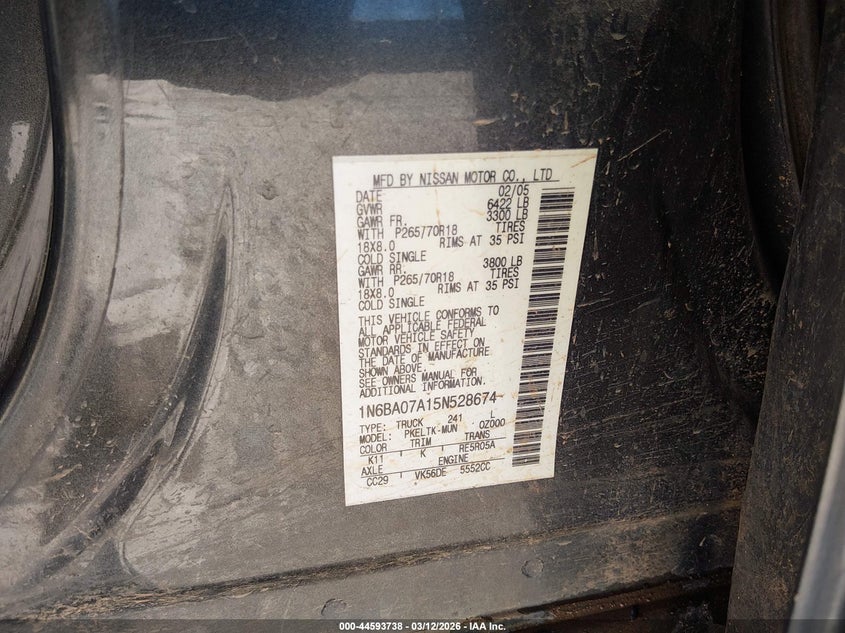 MFD BY NISSAN MOTOR CO., LTD
DATE 02/05
GVWR 6422 LB
GAWR FR. 3300 LB
WITH P265/70R18 TIRES
18X8.0 RIMS AT 35 PSI
COLD SINGLE
GAWR RR. 3800 LB
WITH P265/70R18 TIRES
18X8.0 RIMS AT 35 PSI
COLD SINGLE
THIS VEHICLE CONFORMS TO
ALL APPLICABLE FEDERAL
MOTOR VEHICLE SAFETY
STANDARDS IN EFFECT ON
THE DATE OF MANUFACTURE
SHOWN ABOVE.
SEE OWNERS MANUAL FOR
ADDITIONAL INFORMATION.
1N6BA07A15N528674
TYPE: TRUCK 241 L
MODEL: PKELTK-MUN OZ000
COLOR TRIM TRANS
K11 K RE5R05A
AXLE ENGINE
CC29 VK56DE 5552CC
000-44593738 - 03/12/2026 - IAA Inc.